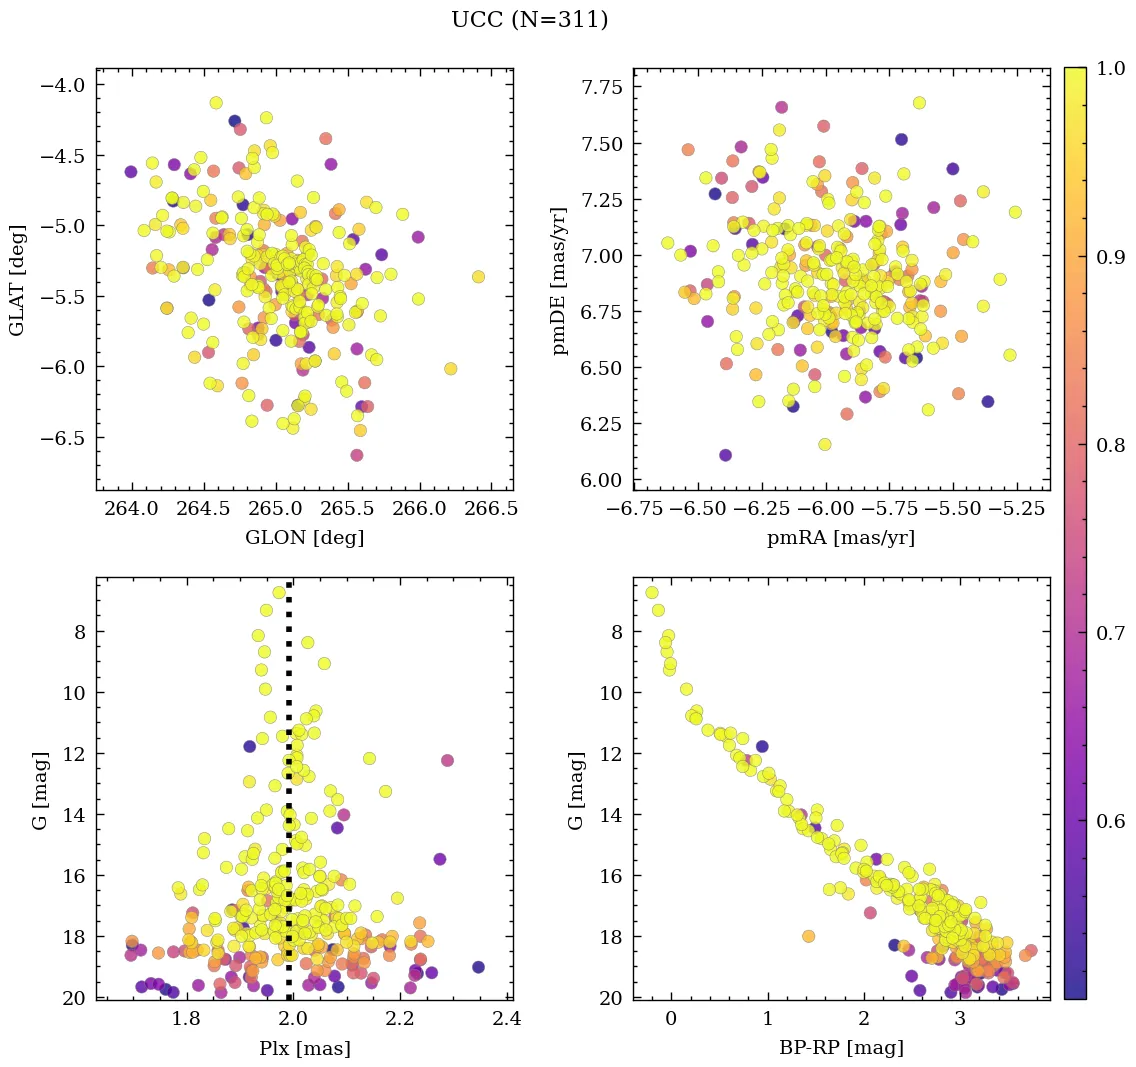 UCC (N=311)
−4.0
−4.5
−5.0
−5.5
−6.0
−6.5
GLAT [deg]
264.0 264.5 265.0 265.5 266.0 266.5
GLON [deg]
7.75
7.50
7.25
7.00
6.75
6.50
6.25
6.00
pmDE [mas/yr]
−6.75 −6.50 −6.25 −6.00 −5.75 −5.50 −5.25
pmRA [mas/yr]
1.0
0.9
0.8
0.7
0.6
8
10
12
14
16
18
20
G [mag]
1.8 2.0 2.2 2.4
Plx [mas]
8
10
12
14
16
18
20
G [mag]
0 1 2 3
BP-RP [mag]